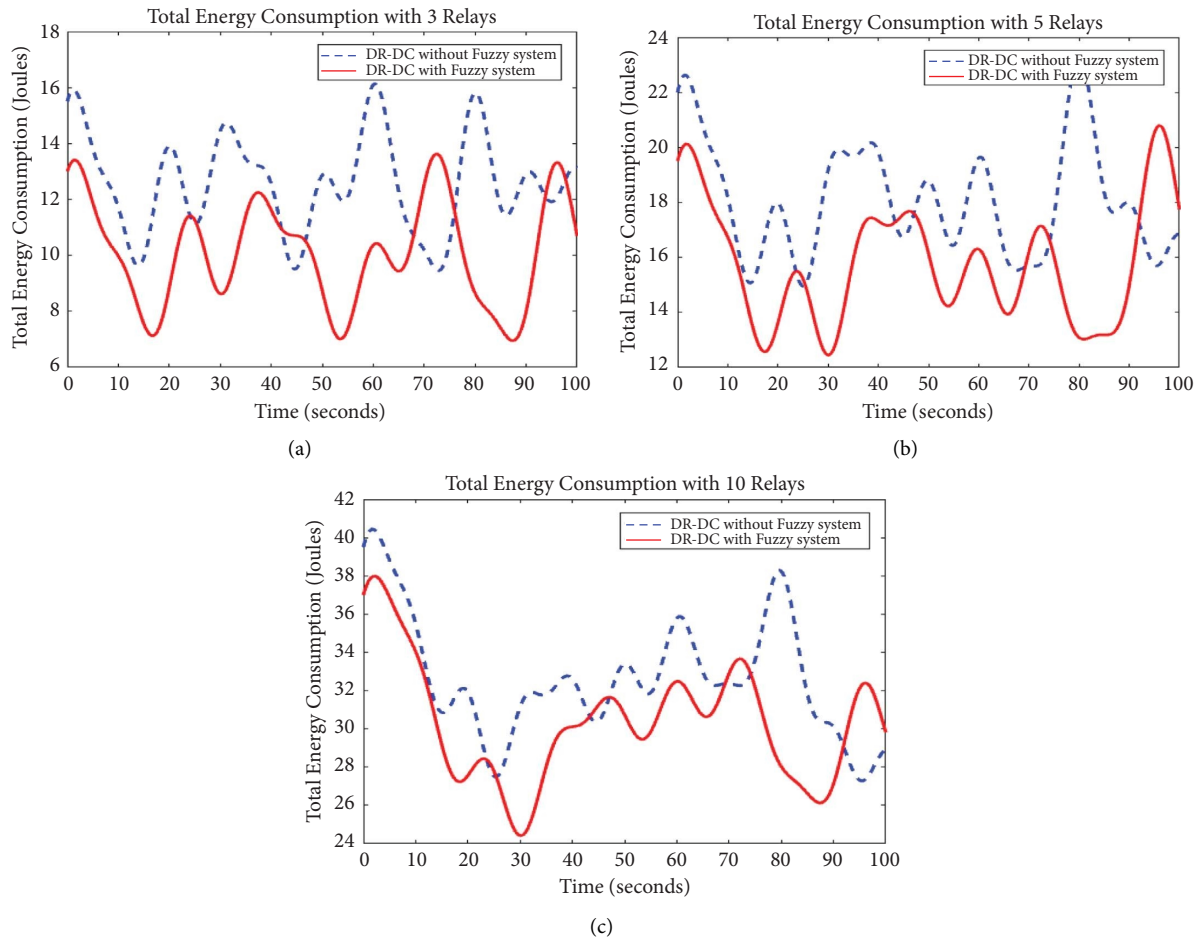 Total Energy Consumption with 3 Relays
18
16
14
12
10
8
6
Total Energy Consumption (Joules)
DR-DC without Fuzzy system
DR-DC with Fuzzy system
0 10 20 30 40 50 60 70 80 90 100
Time (seconds)
(a)
Total Energy Consumption with 5 Relays
24
22
20
18
16
14
12
Total Energy Consumption (Joules)
DR-DC without Fuzzy system
DR-DC with Fuzzy system
0 10 20 30 40 50 60 70 80 90 100
Time (seconds)
(b)
Total Energy Consumption with 10 Relays
42
40
38
36
34
32
30
28
26
24
Total Energy Consumption (Joules)
DR-DC without Fuzzy system
DR-DC with Fuzzy system
0 10 20 30 40 50 60 70 80 90 100
Time (seconds)
(c)